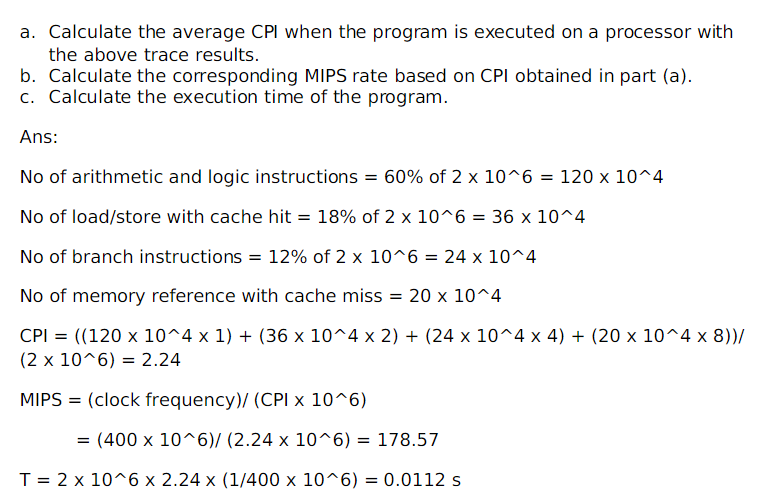 a. Calculate the average CPI when the program is executed on a processor with
the above trace results.
b. Calculate the corresponding MIPS rate based on CPI obtained in part (a).
c. Calculate the execution time of the program.
Ans:
No of arithmetic and logic instructions = 60% of 2 x 10^6 = 120 x 10^4
No of load/store with cache hit = 18% of 2 x 10^6 = 36 x 10^4
No of branch instructions = 12% of 2 x 10^6 = 24 x 10^4
No of memory reference with cache miss = 20 x 10^4
CPI = ((120 x 10^4 x 1) + (36 x 10^4 x 2) + (24 x 10^4 x 4) + (20 x 10^4 x 8))/
(2 x 10^6) = 2.24
MIPS = (clock frequency)/ (CPI x 10^6)
= (400 x 10^6)/ (2.24 x 10^6) = 178.57
T = 2 x 10^6 x 2.24 x (1/400 x 10^6) = 0.0112 s